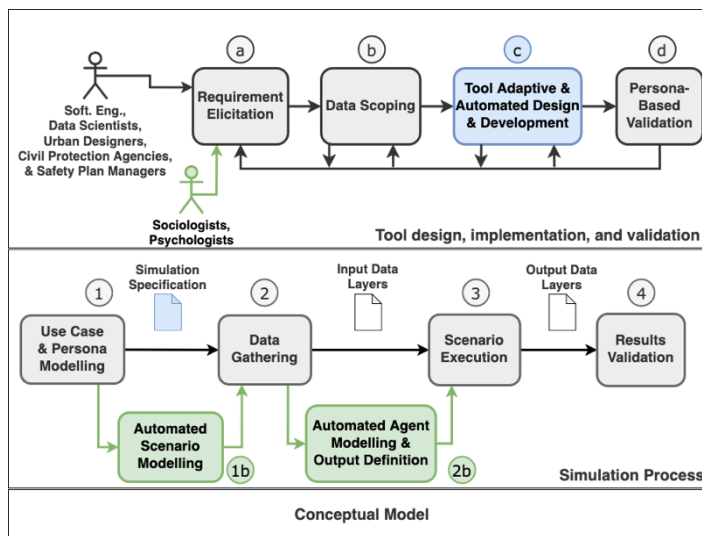 a
b
c
d
Requirement
Elicitation
Data Scoping
Tool Adaptive &
Automated Design
& Development
Persona-
Based
Validation
Soft. Eng.,
Data Scientists,
Urban Designers,
Civil Protection Agencies,
& Safety Plan Managers
Sociologists,
Psychologists
Tool design, implementation, and validation
1
Simulation
Specification
2
Input Data
Layers
3
Output Data
Layers
4
Use Case
& Persona
Modelling
Data
Gathering
Scenario
Execution
Results
Validation
Automated
Scenario
Modelling
1b
Automated Agent
Modelling &
Output Definition
2b
Simulation Process
Conceptual Model